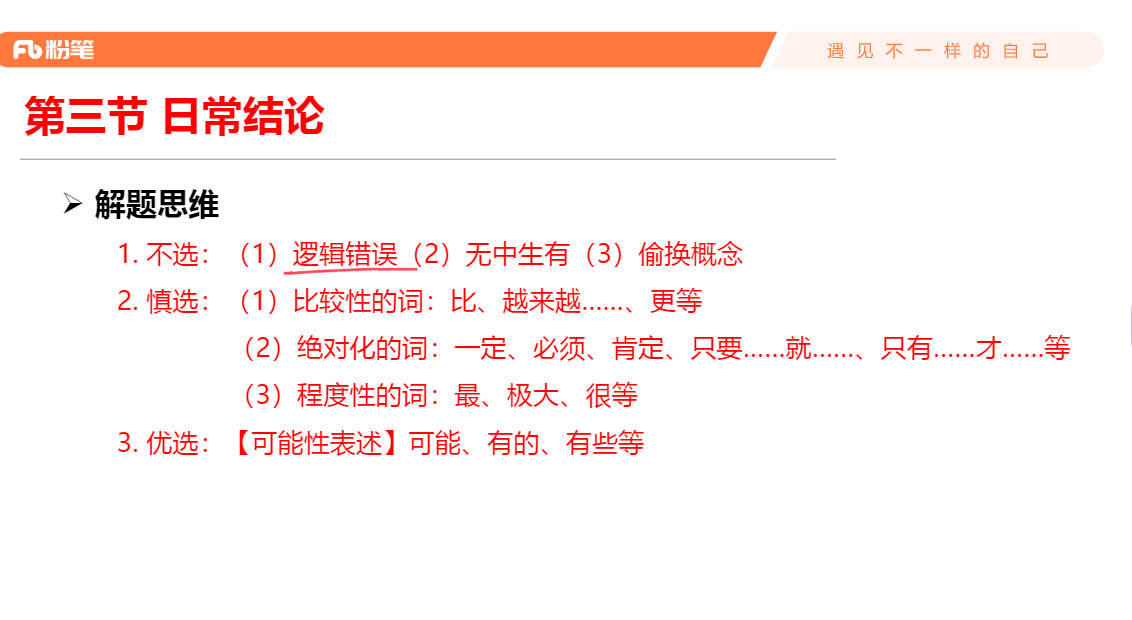 粉笔
遇见不一样的自己
第三节 日常结论
➢ 解题思维
1. 不选：（1）逻辑错误（2）无中生有（3）偷换概念
2. 慎选：（1）比较性的词：比、越来越……、更等
（2）绝对化的词：一定、必须、肯定、只要……就……、只有……才……等
（3）程度性的词：最、极大、很等
3. 优选：【可能性表述】可能、有的、有些等